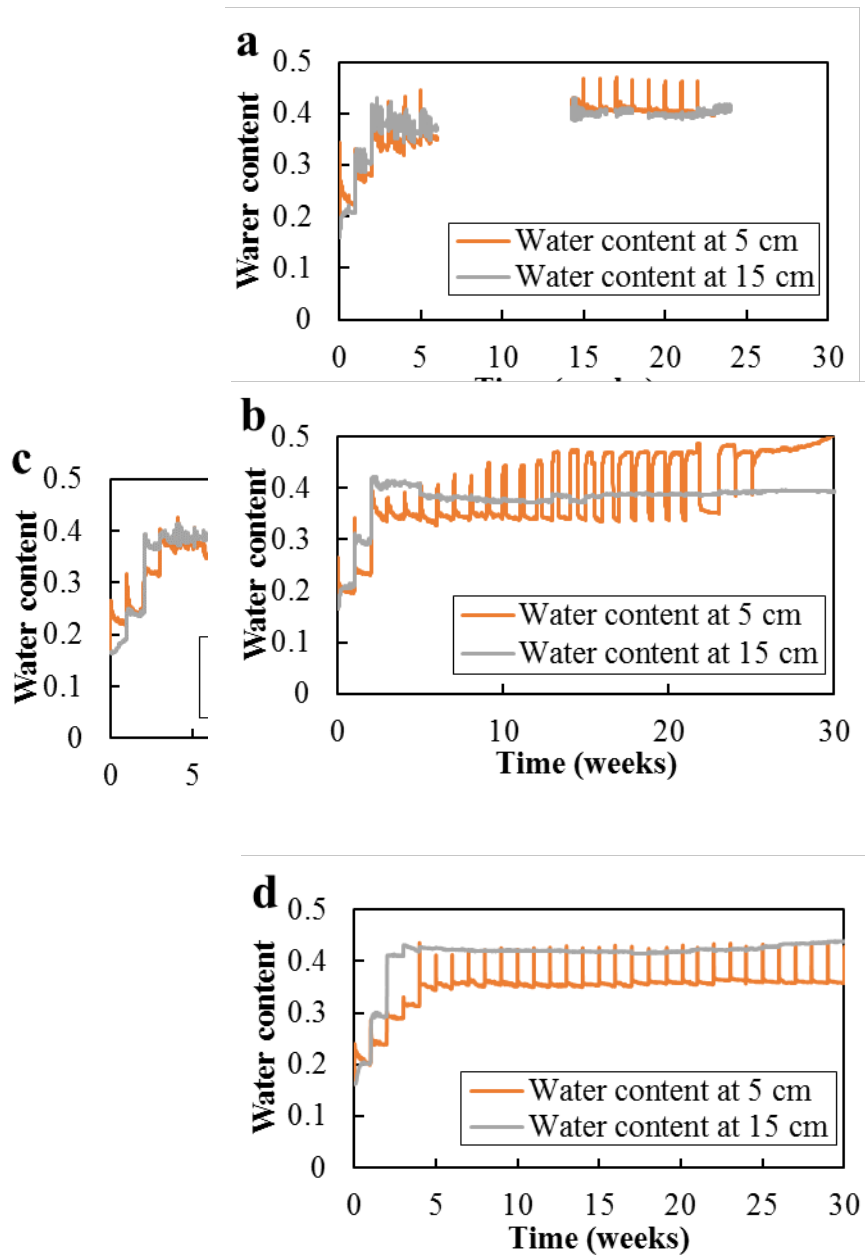 a
0.5
0.4
0.3
0.2
0.1
0
Warer content
Water content at 5 cm
Water content at 15 cm
0 5 10 15 20 25 30
Time (weeks)
b
0.5
0.4
0.3
0.2
0.1
0
Water content
Water content at 5 cm
Water content at 15 cm
0 10 20 30
Time (weeks)
c
0.5
0.4
0.3
0.2
0.1
0
Water content
0 5
d
0.5
0.4
0.3
0.2
0.1
0
Water content
Water content at 5 cm
Water content at 15 cm
0 5 10 15 20 25 30
Time (weeks)